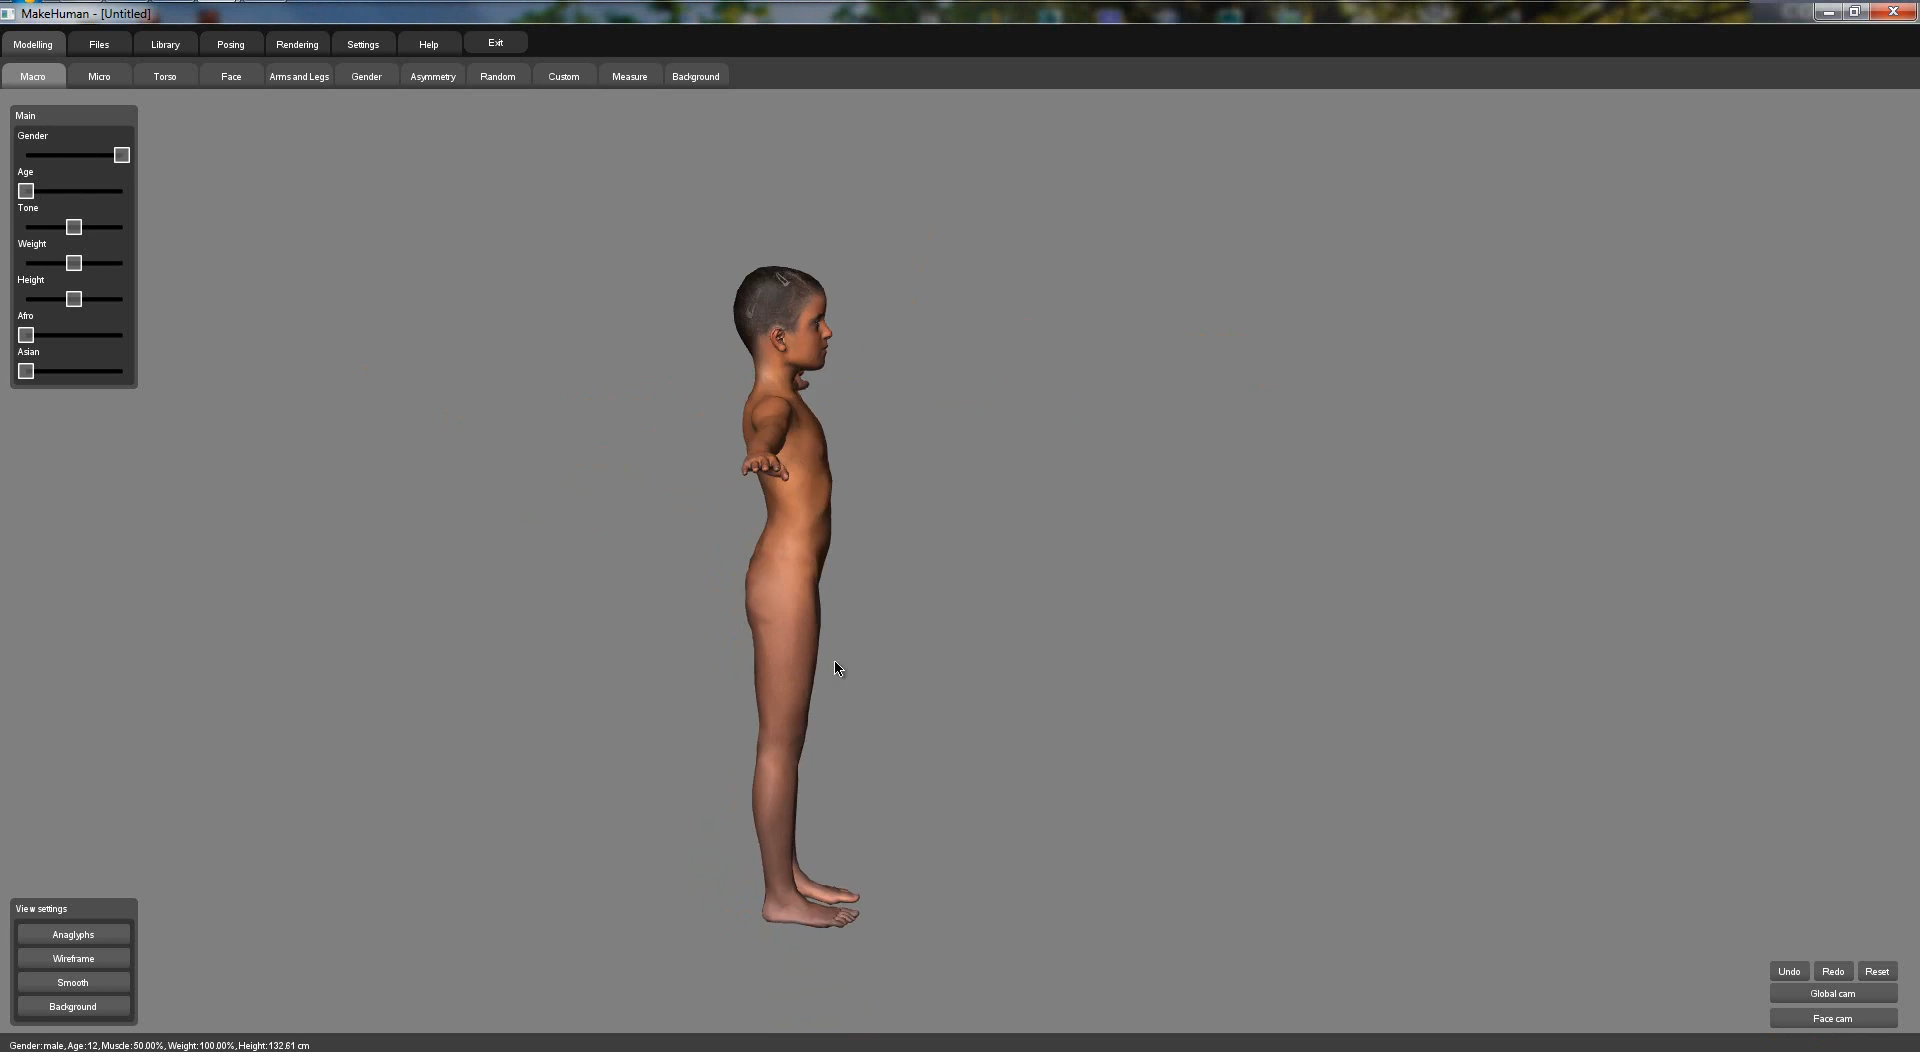 MakeHuman - [Untitled]
Modelling Files Library Posing Rendering Settings Help Exit
Macro Micro Torso Face Arms and Legs Gender Asymmetry Random Custom Measure Background
Main
Gender
Age
Tone
Weight
Height
Afro
Asian
View settings
Anaglyphs
Wireframe
Smooth
Background
Undo Redo Reset
Global cam
Face cam
Gender: male, Age: 12, Muscle: 50.00%, Weight: 100.00%, Height: 132.61 cm